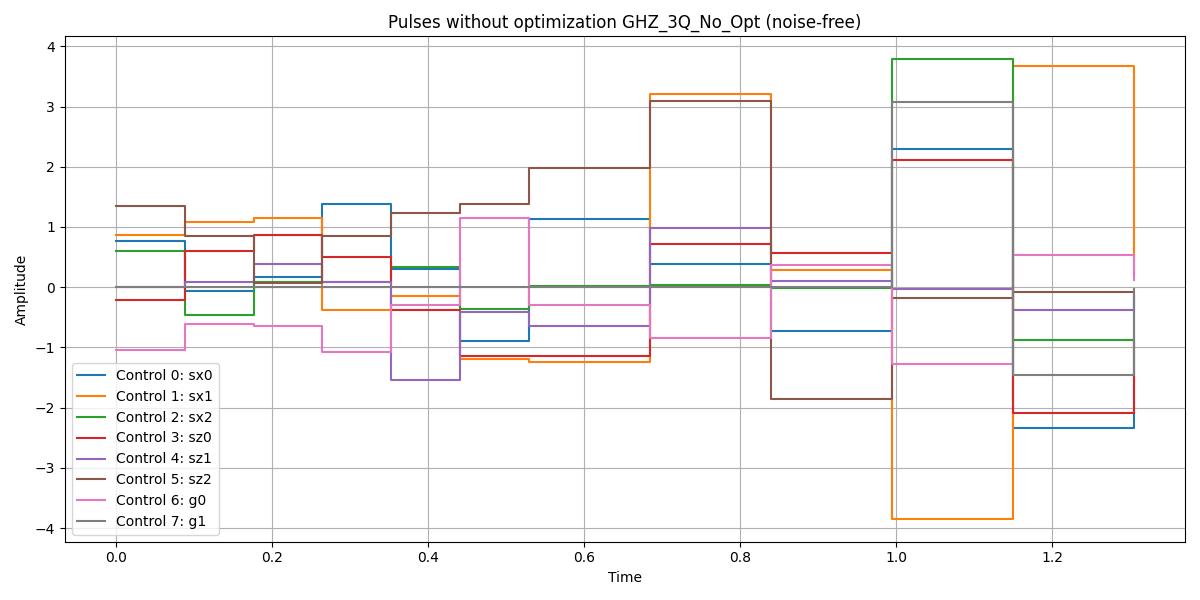 Pulses without optimization GHZ_3Q_No_Opt (noise-free)
4
3
2
1
0
−1
−2
−3
−4
Amplitude
Control 0: sx0
Control 1: sx1
Control 2: sx2
Control 3: sz0
Control 4: sz1
Control 5: sz2
Control 6: g0
Control 7: g1
0.0 0.2 0.4 0.6 0.8 1.0 1.2
Time